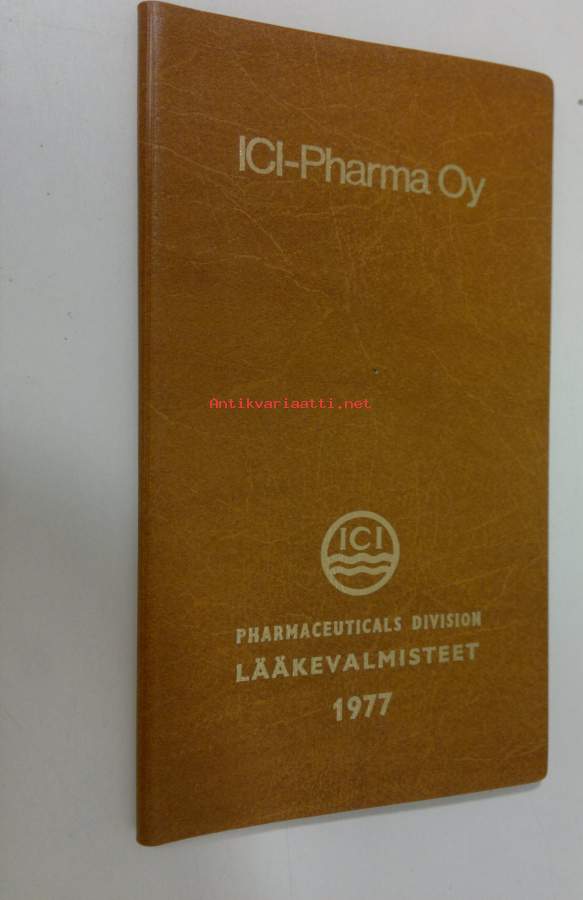 ICI-Pharma Oy
Antikvariaatti.net
ICI
PHARMACEUTICALS DIVISION
LÄÄKEVALMISTEET
1977